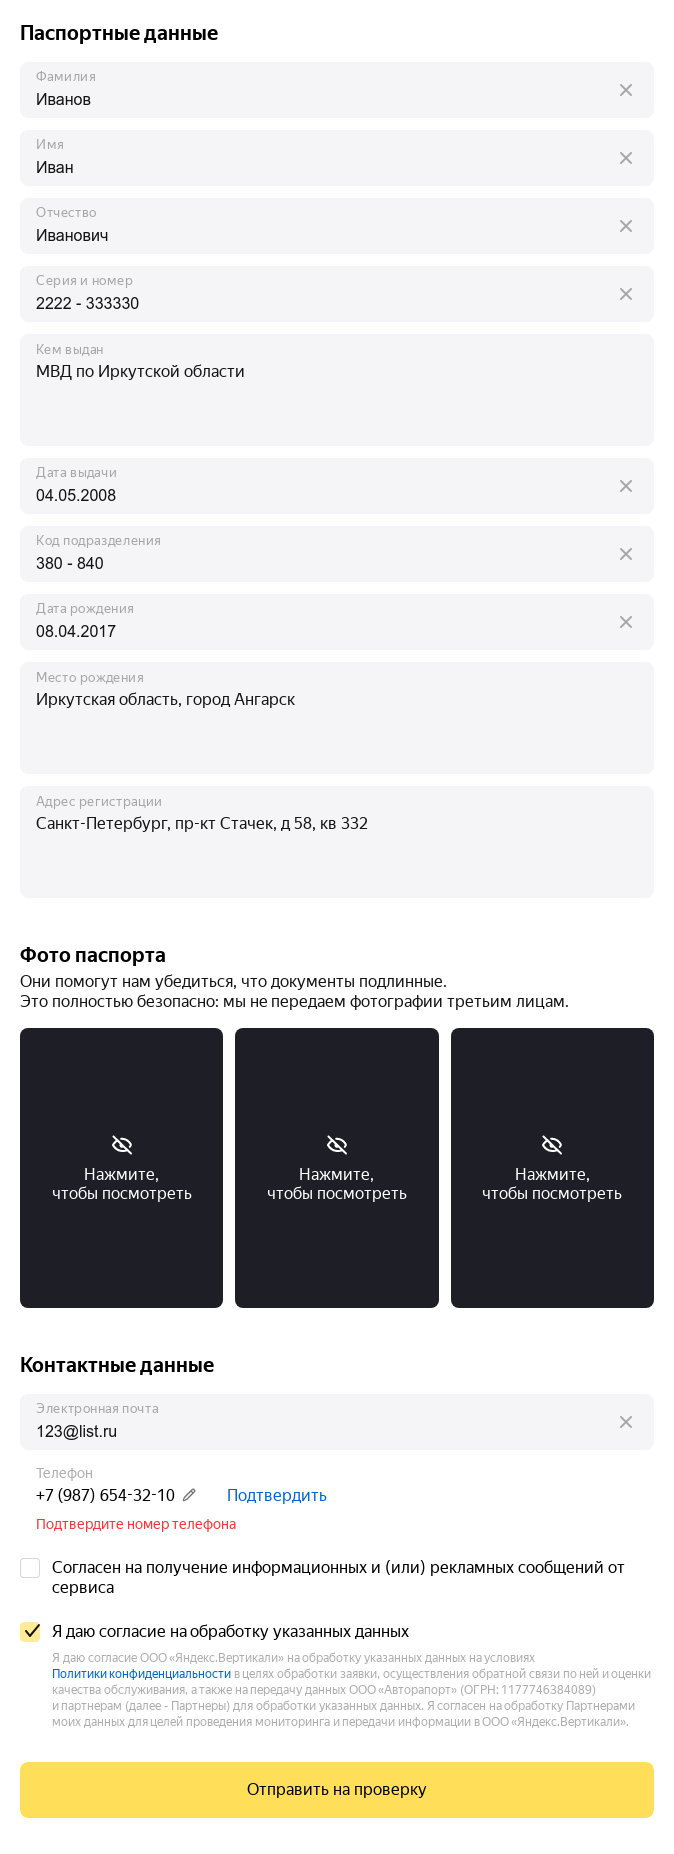 Паспортные данные
Фамилия
Иванов
Имя
Иван
Отчество
Иванович
Серия и номер
2222 - 333330
Кем выдан
МВД по Иркутской области
Дата выдачи
04.05.2008
Код подразделения
380 - 840
Дата рождения
08.04.2017
Место рождения
Иркутская область, город Ангарск
Адрес регистрации
Санкт-Петербург, пр-кт Стачек, д 58, кв 332
Фото паспорта
Они помогут нам убедиться, что документы подлинные.
Это полностью безопасно: мы не передаем фотографии третьим лицам.
Нажмите,
чтобы посмотреть
Нажмите,
чтобы посмотреть
Нажмите,
чтобы посмотреть
Контактные данные
Электронная почта
123@list.ru
Телефон
+7 (987) 654-32-10 Подтвердить
Подтвердите номер телефона
Согласен на получение информационных и (или) рекламных сообщений от
сервиса
Я даю согласие на обработку указанных данных
Я даю согласие ООО «Яндекс.Вертикали» на обработку указанных данных на условиях
Политики конфиденциальности в целях обработки заявки, осуществления обратной связи по ней и оценки
качества обслуживания, а также на передачу данных ООО «Авторапорт» (ОГРН: 1177746384089)
и партнерам (далее - Партнеры) для обработки указанных данных. Я согласен на обработку Партнерами
моих данных для целей проведения мониторинга и передачи информации в ООО «Яндекс.Вертикали».
Отправить на проверку